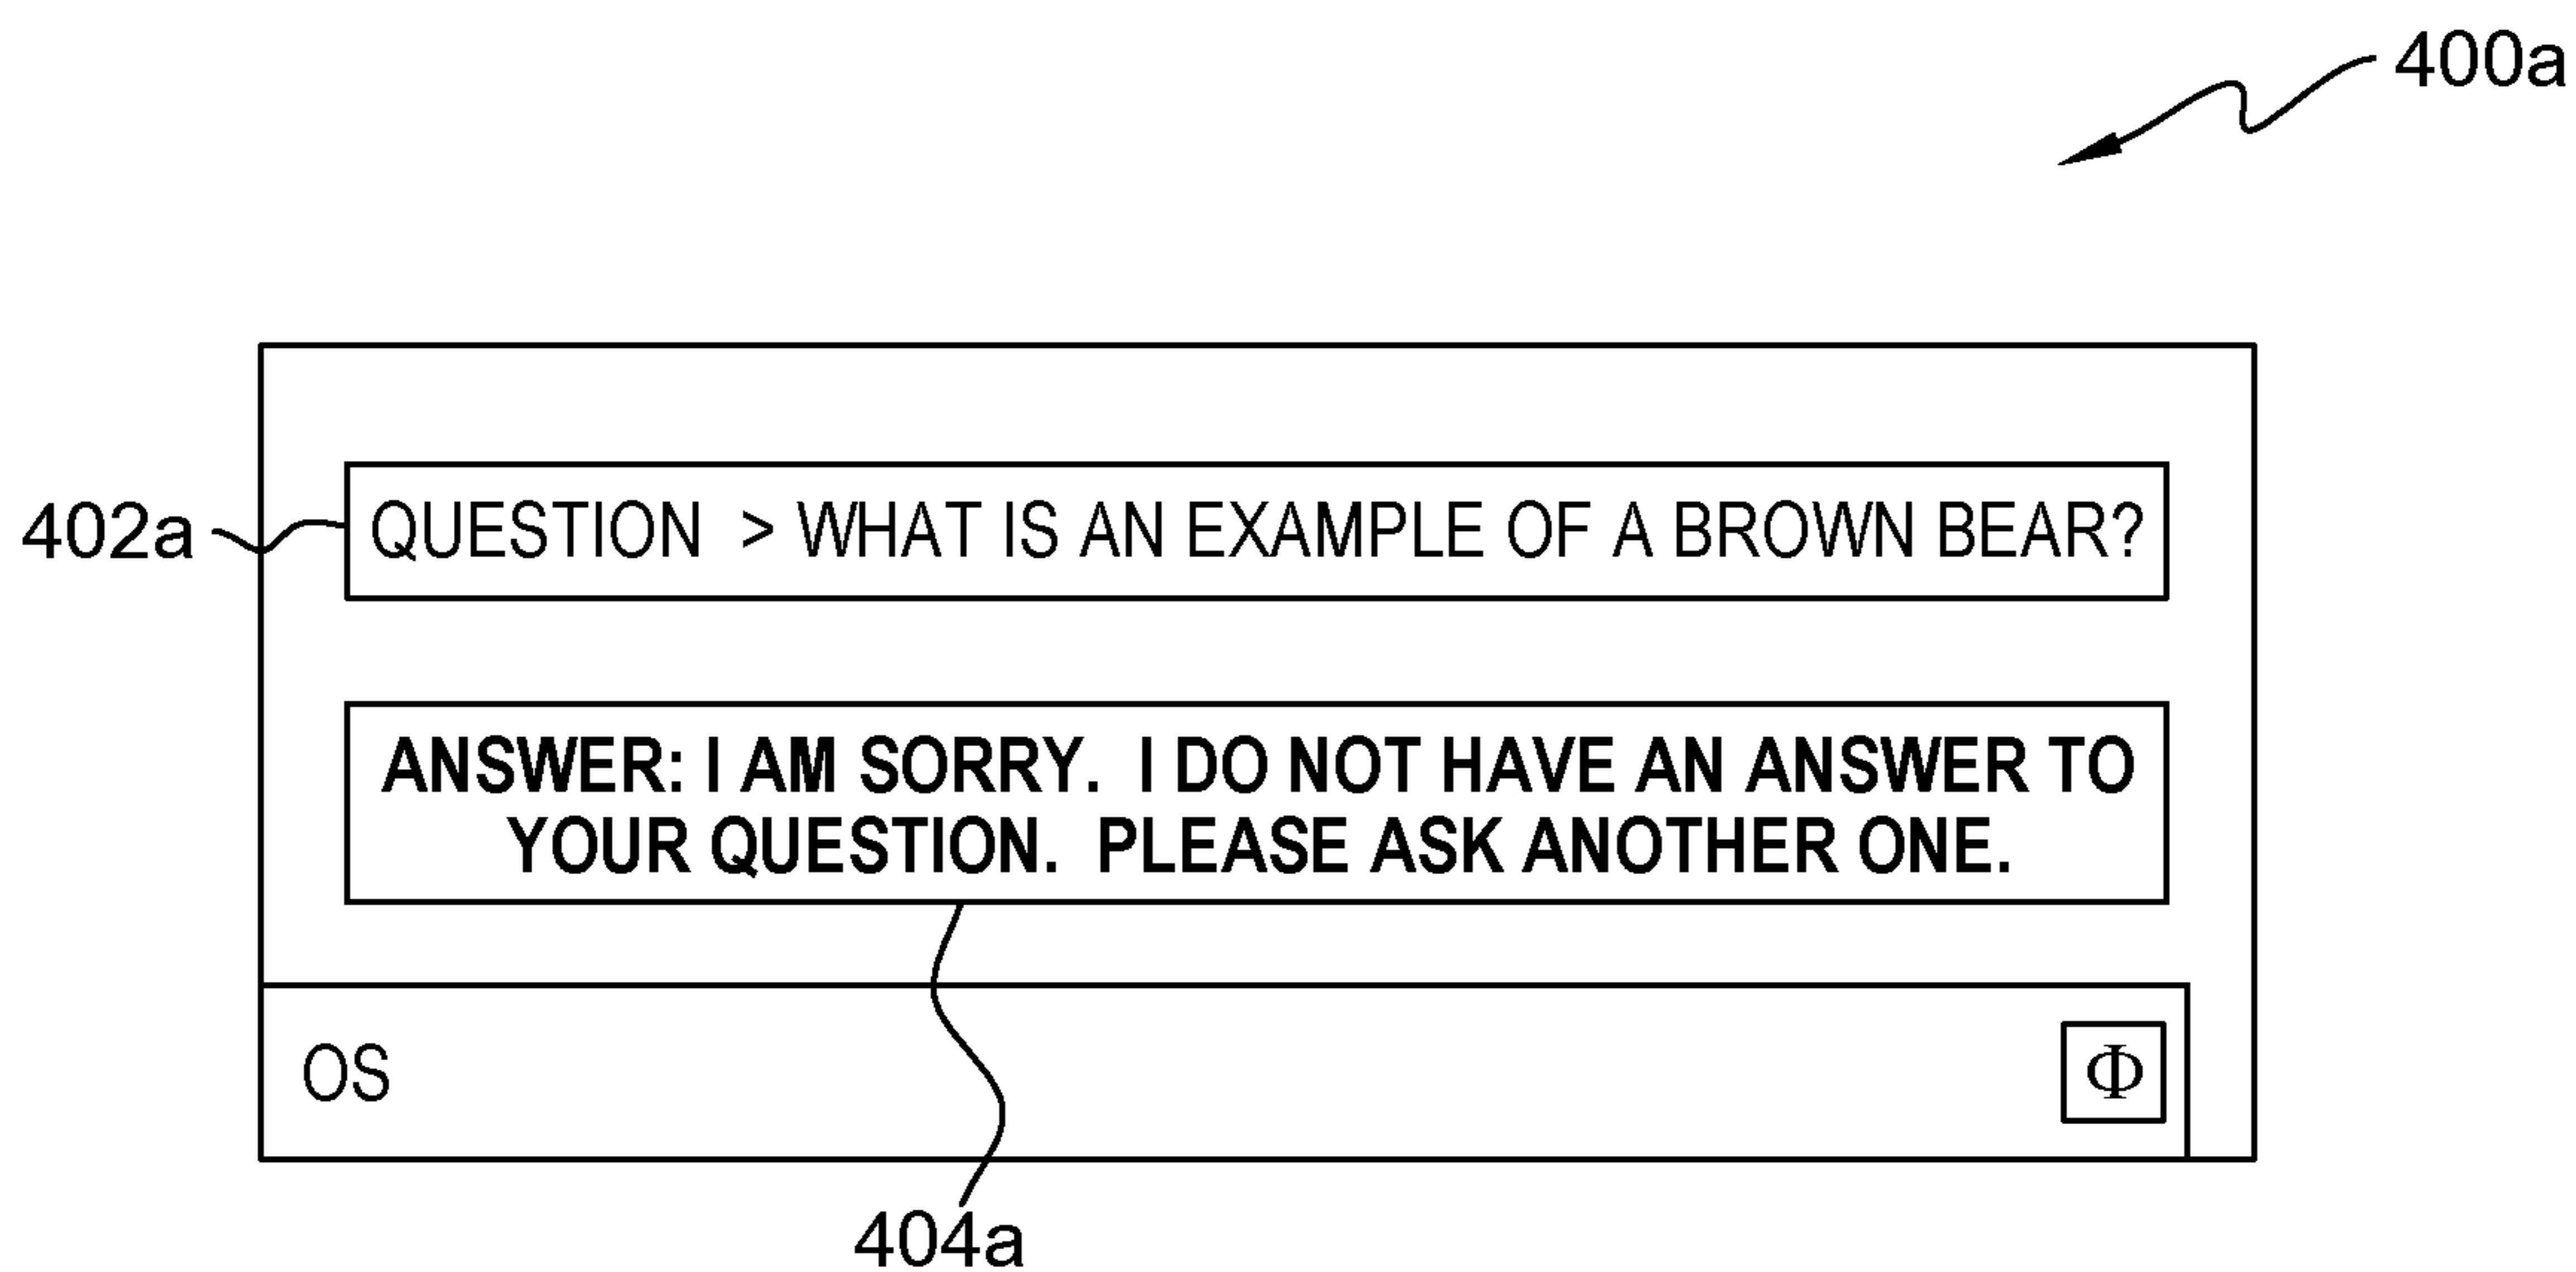 400a
402a
QUESTION > WHAT IS AN EXAMPLE OF A BROWN BEAR?
ANSWER: I AM SORRY. I DO NOT HAVE AN ANSWER TO
YOUR QUESTION. PLEASE ASK ANOTHER ONE.
OS
Φ
404a